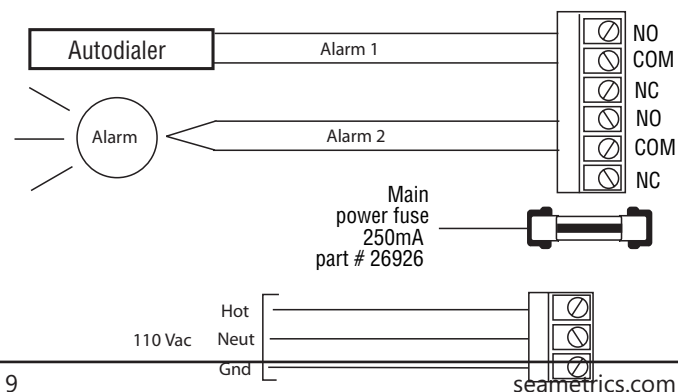 Autodialer
Alarm 1
NO
COM
NC
NO
COM
NC
Alarm
Alarm 2
Main
power fuse
250mA
part # 26926
Hot
110 Vac Neut
Gnd
9 seametrics.com